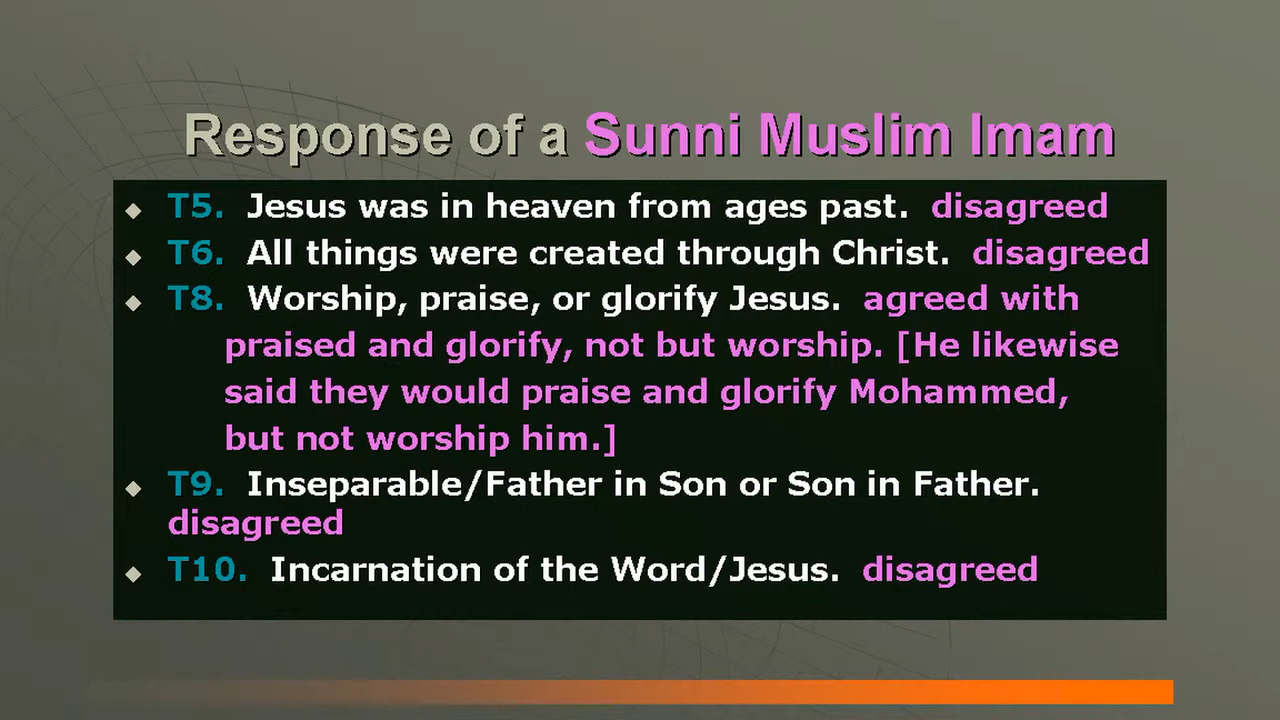 Response of a Sunni Muslim Imam
T5. Jesus was in heaven from ages past. disagreed
T6. All things were created through Christ. disagreed
T8. Worship, praise, or glorify Jesus. agreed with
praised and glorify, not but worship. [He likewise
said they would praise and glorify Mohammed,
but not worship him.]
T9. Inseparable/Father in Son or Son in Father.
disagreed
T10. Incarnation of the Word/Jesus. disagreed